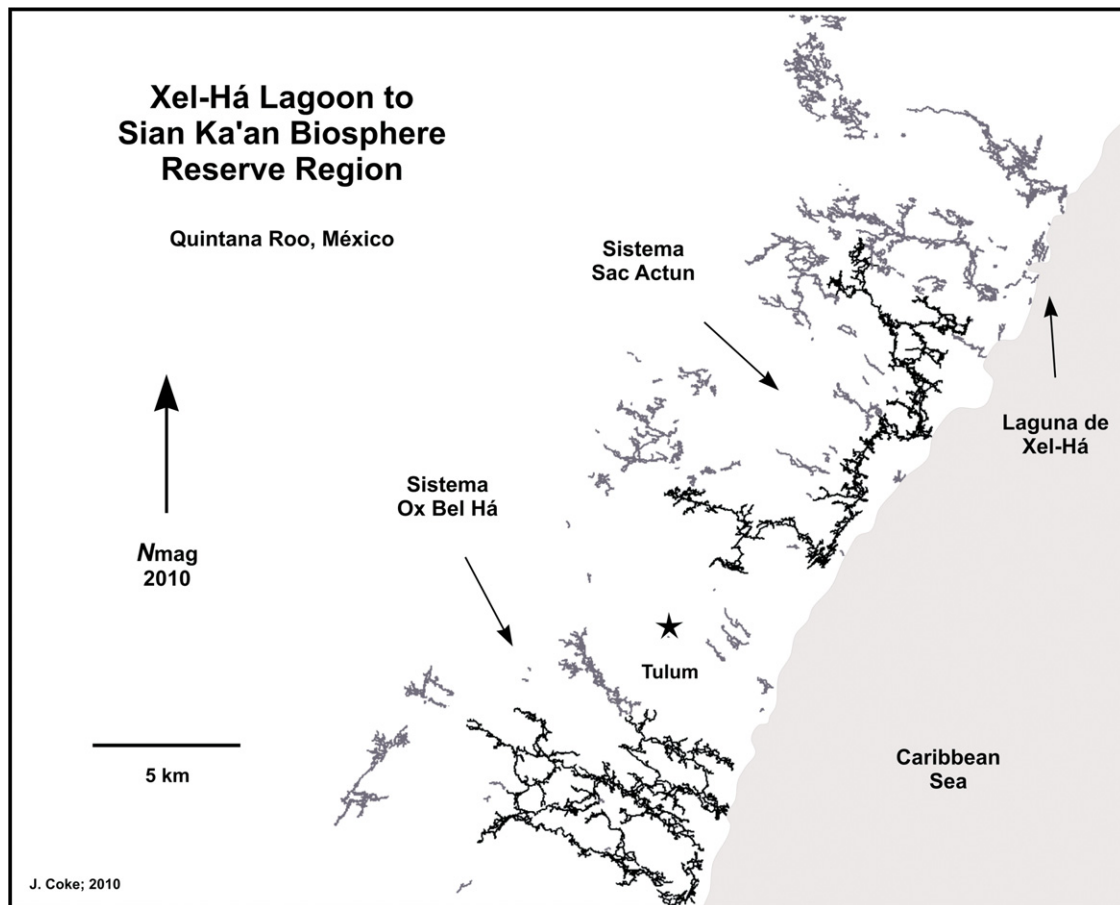 Xel-Há Lagoon to
Sian Ka'an Biosphere
Reserve Region
Quintana Roo, México
Sistema
Sac Actun
Laguna de
Xel-Há
Sistema
Ox Bel Há
Nmag
2010
Tulum
5 km
Caribbean
Sea
J. Coke; 2010